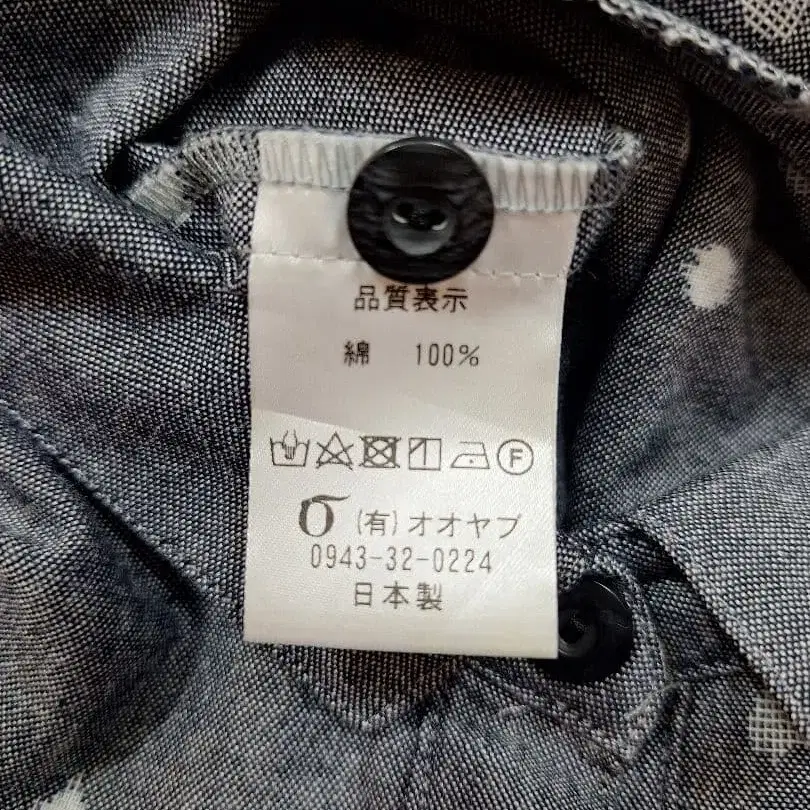 品質表示
綿 100%
F
(有)オオヤブ
0943-32-0224
日本製